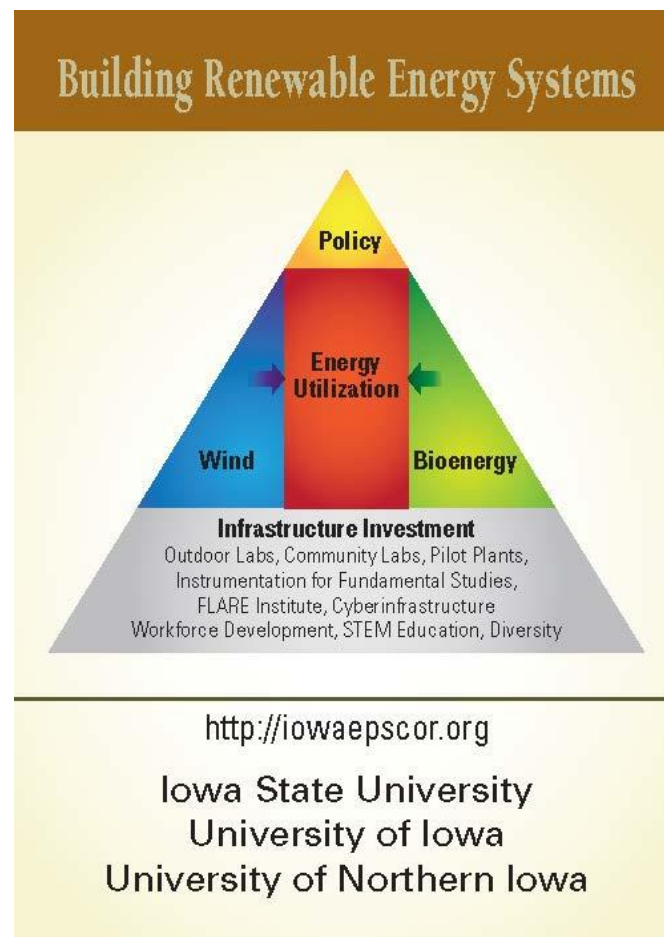 Building Renewable Energy Systems
Policy
Energy
Utilization
Wind
Bioenergy
Infrastructure Investment
Outdoor Labs, Community Labs, Pilot Plants,
Instrumentation for Fundamental Studies,
FLARE Institute, Cyberinfrastructure
Workforce Development, STEM Education, Diversity
http://iowaepscor.org
Iowa State University
University of Iowa
University of Northern Iowa